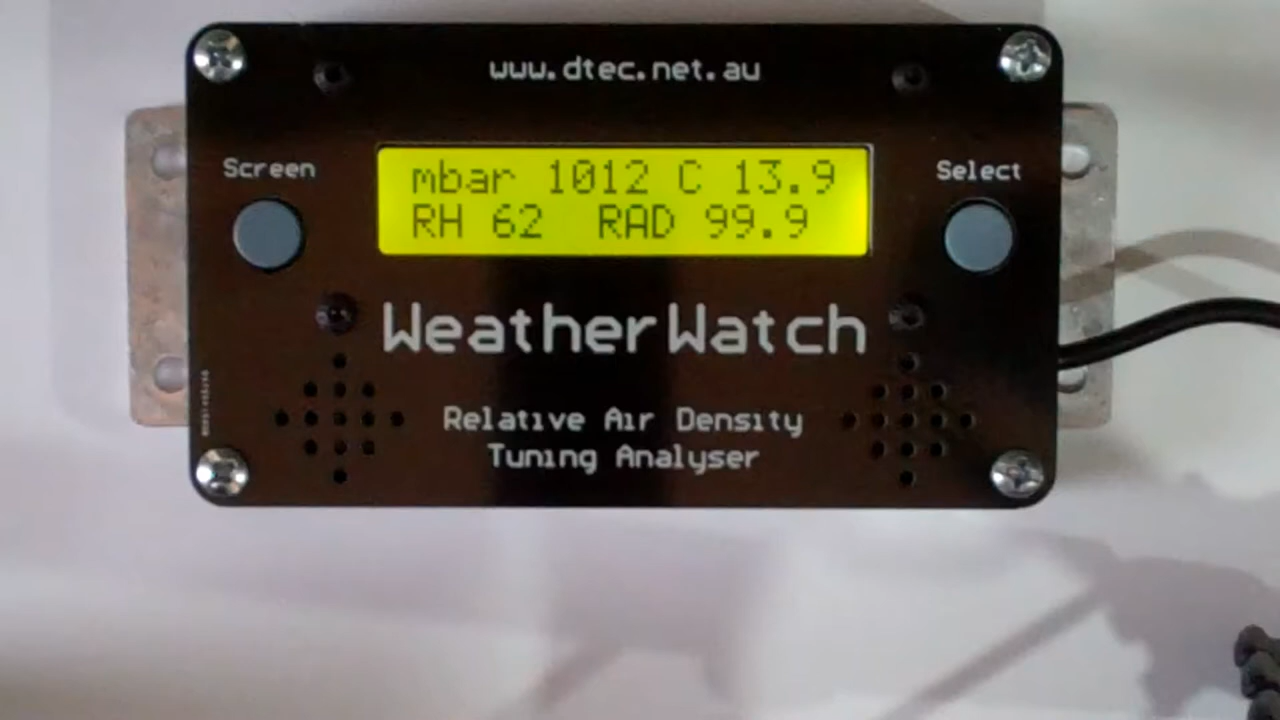 www.dtec.net.au
Screen
Select
mbar 1012 C 13.9
RH 62 RAD 99.9
WeatherWatch
Relative Air Density
Tuning Analyser